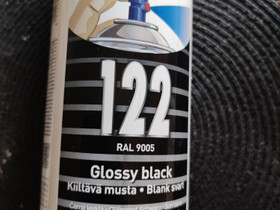 122
RAL 9005
Glossy black
Kiiltävä musta • Blank svart